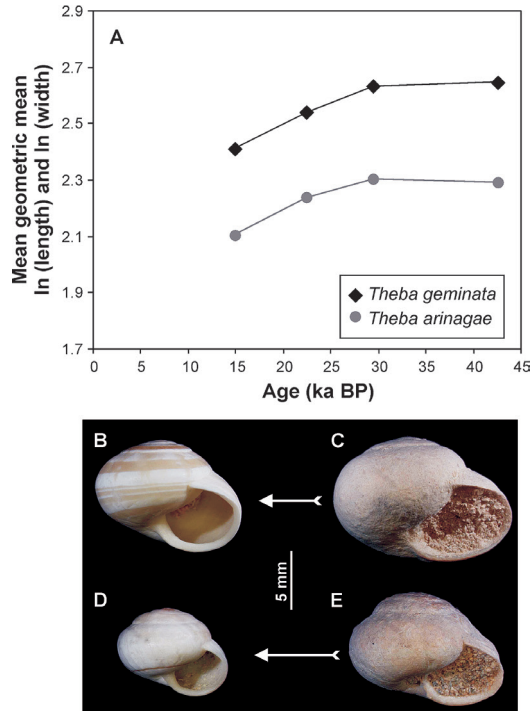 2.9
A
2.7
2.5
2.3
2.1
1.9
1.7
Mean geometric mean
ln (length) and ln (width)
Theba geminata
Theba arinagae
0 5 10 15 20 25 30 35 40 45
Age (ka BP)
B
C
5 mm
D
E